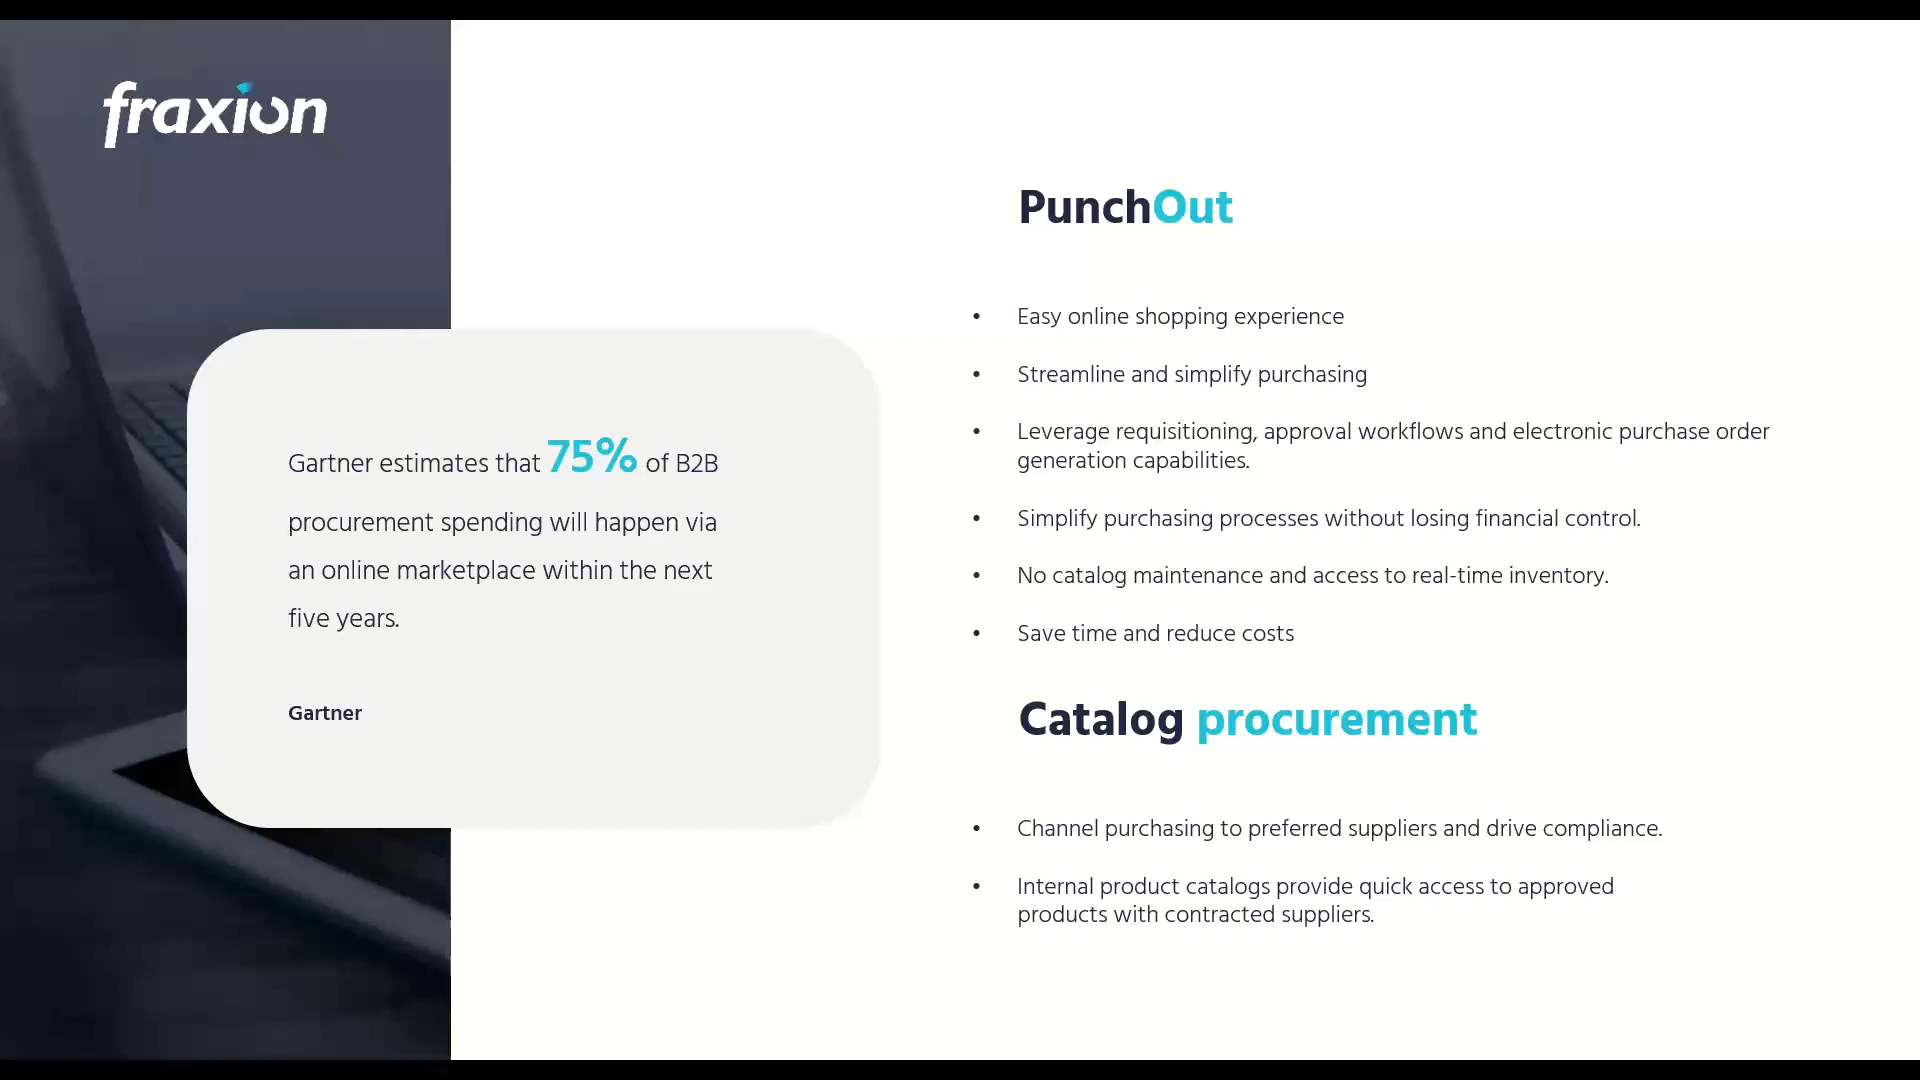 fraxion
Gartner estimates that 75% of B2B
procurement spending will happen via
an online marketplace within the next
five years.
Gartner
PunchOut
• Easy online shopping experience
• Streamline and simplify purchasing
• Leverage requisitioning, approval workflows and electronic purchase order
generation capabilities.
• Simplify purchasing processes without losing financial control.
• No catalog maintenance and access to real-time inventory.
• Save time and reduce costs
Catalog procurement
• Channel purchasing to preferred suppliers and drive compliance.
• Internal product catalogs provide quick access to approved
products with contracted suppliers.